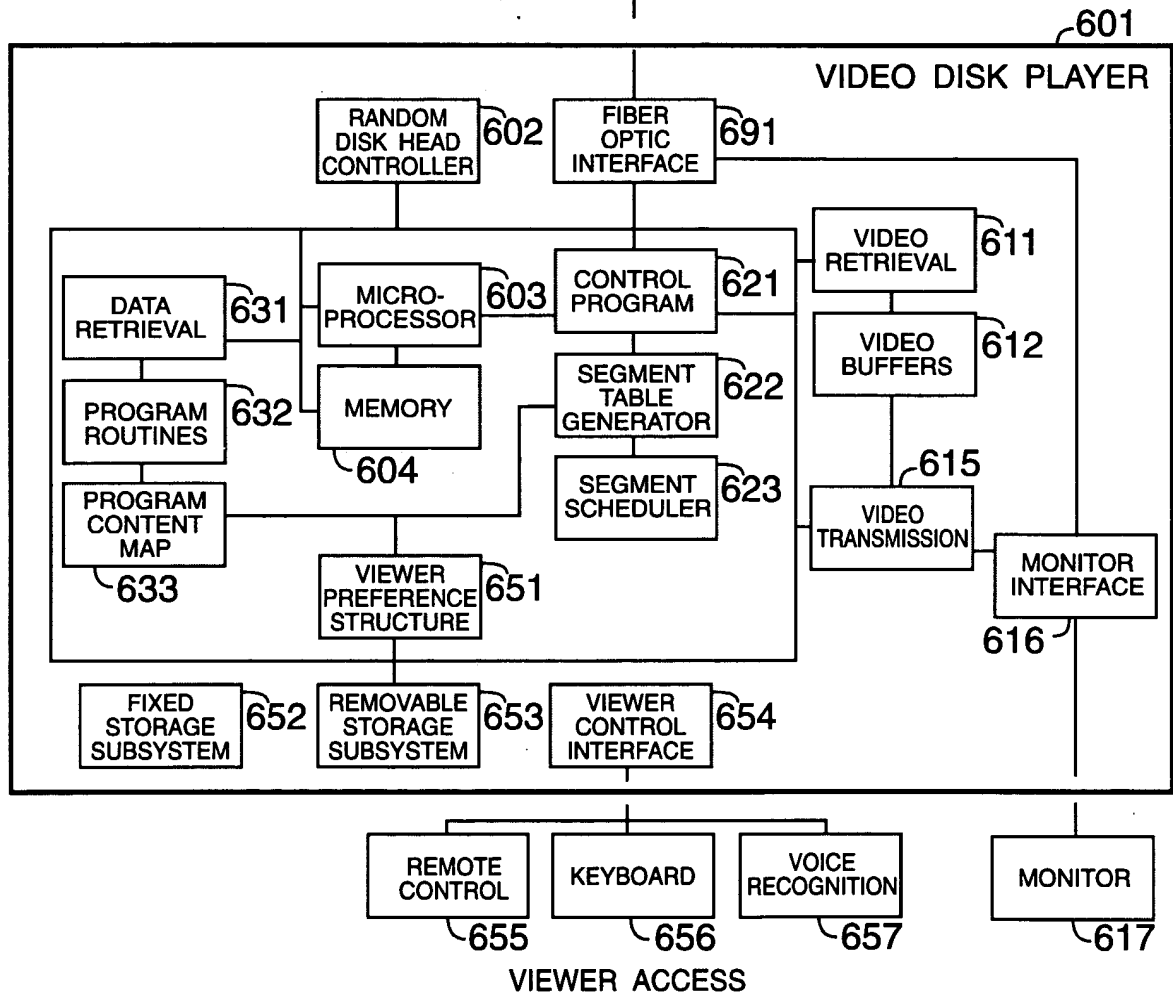 601
VIDEO DISK PLAYER
RANDOM
DISK HEAD
CONTROLLER
602
FIBER
OPTIC
INTERFACE
691
VIDEO
RETRIEVAL
611
DATA
RETRIEVAL
631
MICRO-
PROCESSOR
603
CONTROL
PROGRAM
621
VIDEO
BUFFERS
612
PROGRAM
ROUTINES
632
MEMORY
604
SEGMENT
TABLE
GENERATOR
622
PROGRAM
CONTENT
MAP
633
SEGMENT
SCHEDULER
623
615
VIDEO
TRANSMISSION
VIEWER
PREFERENCE
STRUCTURE
651
MONITOR
INTERFACE
616
FIXED
STORAGE
SUBSYSTEM
652
REMOVABLE
STORAGE
SUBSYSTEM
653
VIEWER
CONTROL
INTERFACE
654
REMOTE
CONTROL
655
KEYBOARD
656
VOICE
RECOGNITION
657
MONITOR
617
VIEWER ACCESS